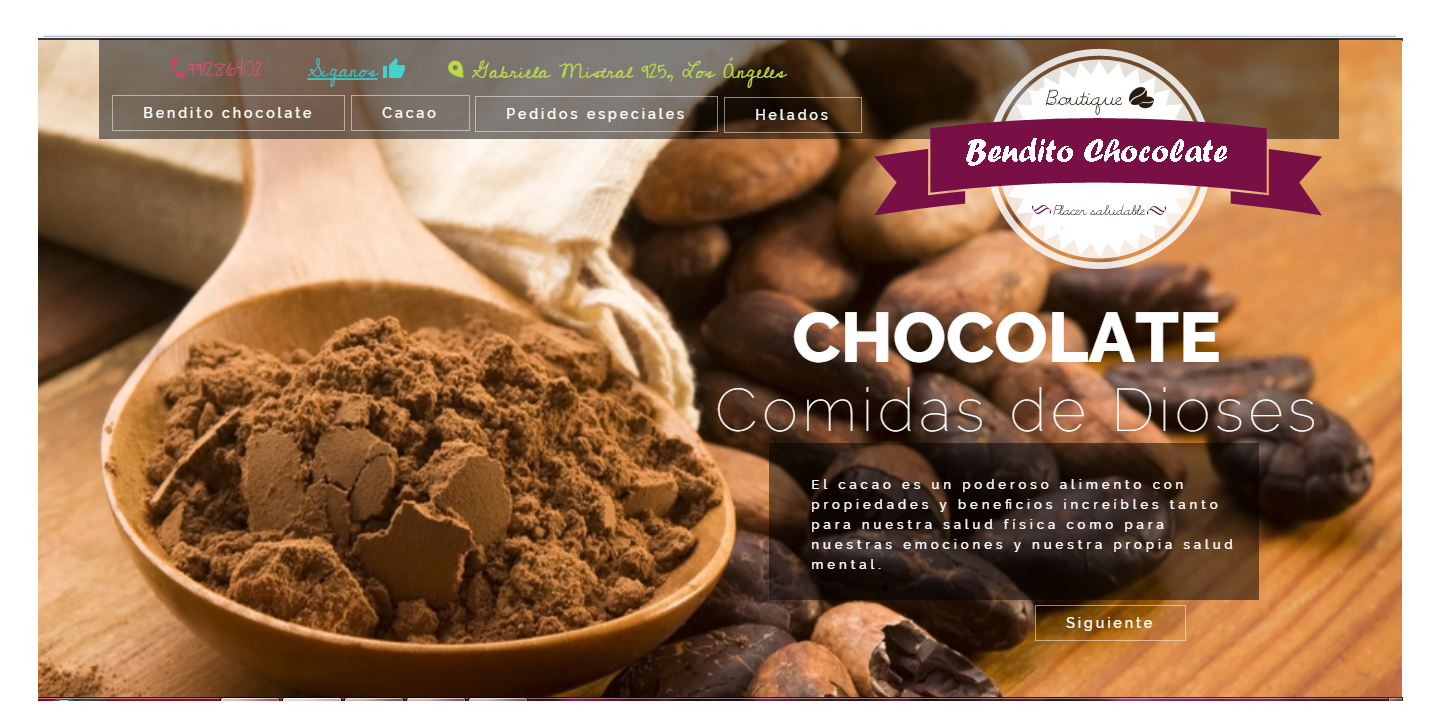 991286402 Siganos Gabriela Mistral 925, Los Ángeles
Bendito chocolate Cacao Pedidos especiales Helados
Boutique
Bendito Chocolate
Placer saludable
CHOCOLATE
Comidas de Dioses
El cacao es un poderoso alimento con
propiedades y beneficios increíbles tanto
para nuestra salud física como para
nuestras emociones y nuestra propia salud
mental.
Siguiente